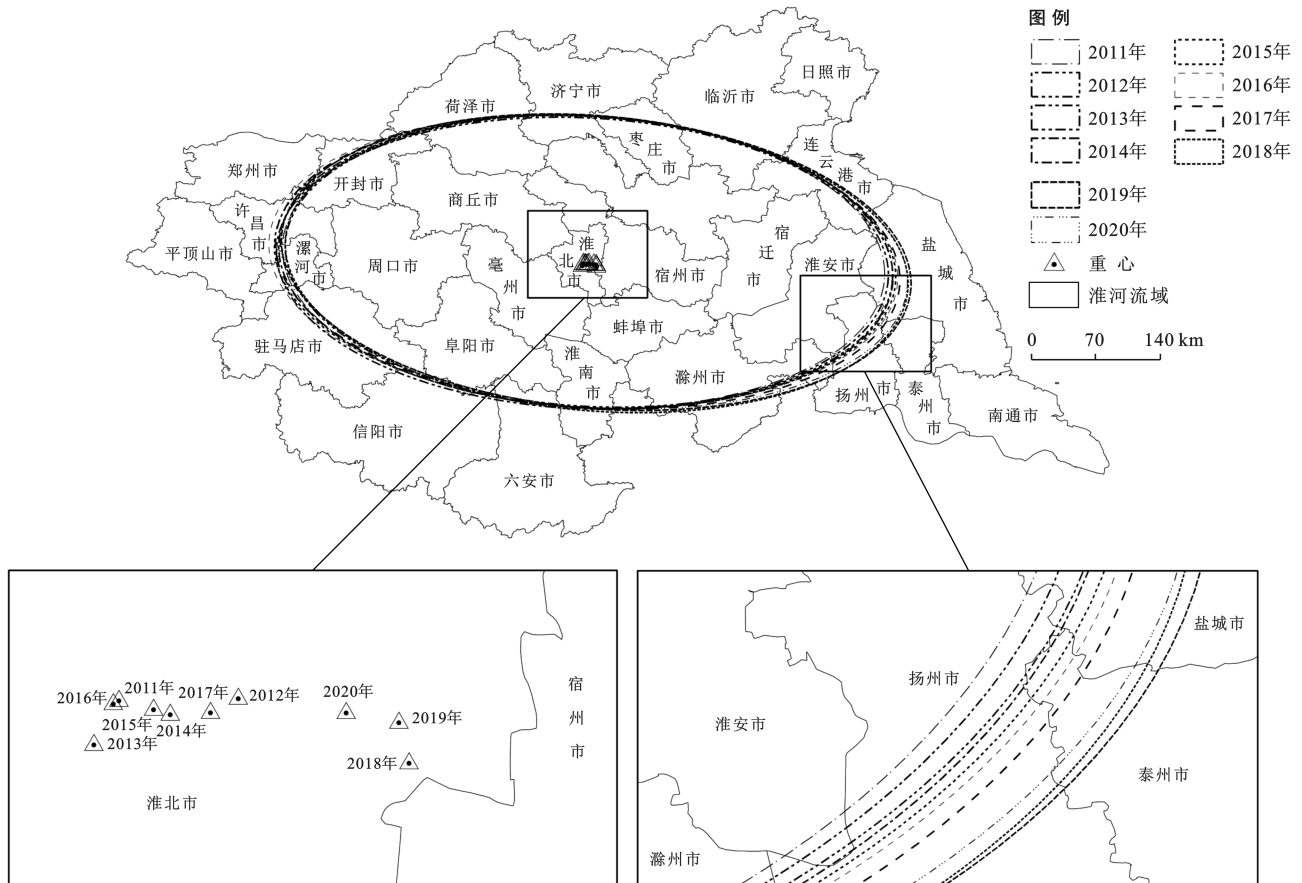 图例
2011年
2012年
2013年
2014年
2015年
2016年
2017年
2018年
2019年
2020年
重心
淮河流域
0 70 140 km
日照市
济宁市
临沂市
荷泽市
枣庄市
连云港市
郑州市
开封市
商丘市
许昌市
平顶山市
漯河市
周口市
亳州市
淮北市
宿州市
宿迁市
淮安市
盐城市
蚌埠市
驻马店市
阜阳市
淮南市
滁州市
扬州市
泰州市
南通市
信阳市
六安市
2016年
2011年
2017年
2012年
2020年
2015年
2014年
2019年
2013年
2018年
淮北市
宿州市
盐城市
扬州市
淮安市
泰州市
滁州市